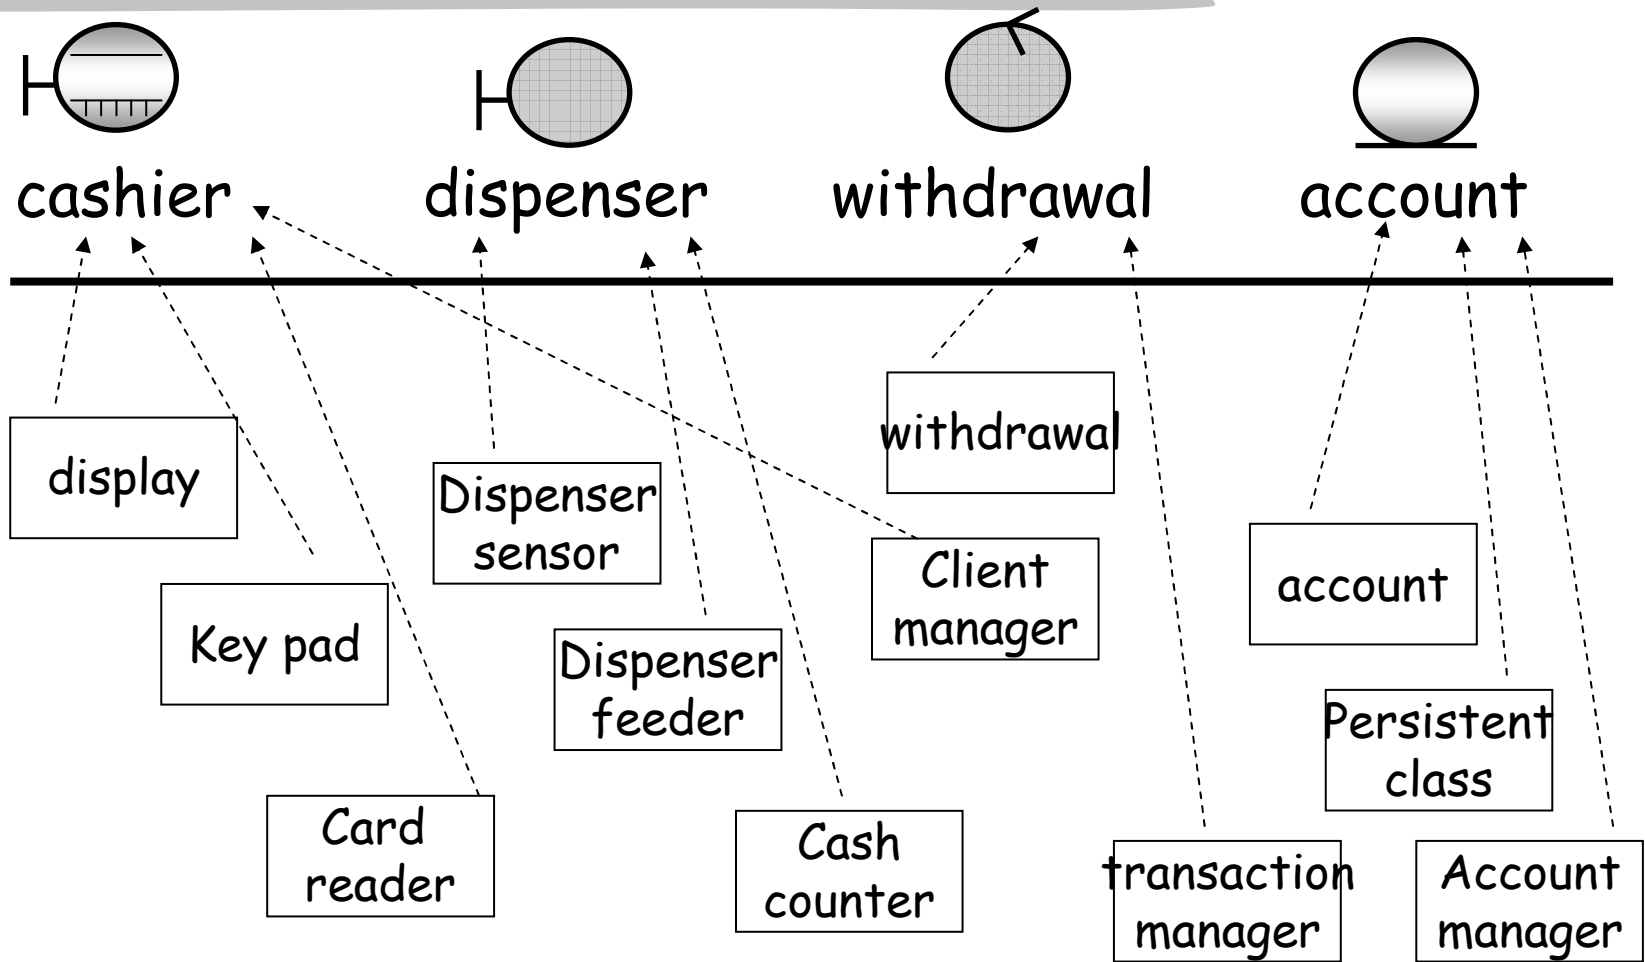 cashier
dispenser
withdrawal
account
withdrawal
display
Dispenser
sensor
Client
manager
account
Key pad
Dispenser
feeder
Persistent
class
Card
reader
Cash
counter
transaction
manager
Account
manager